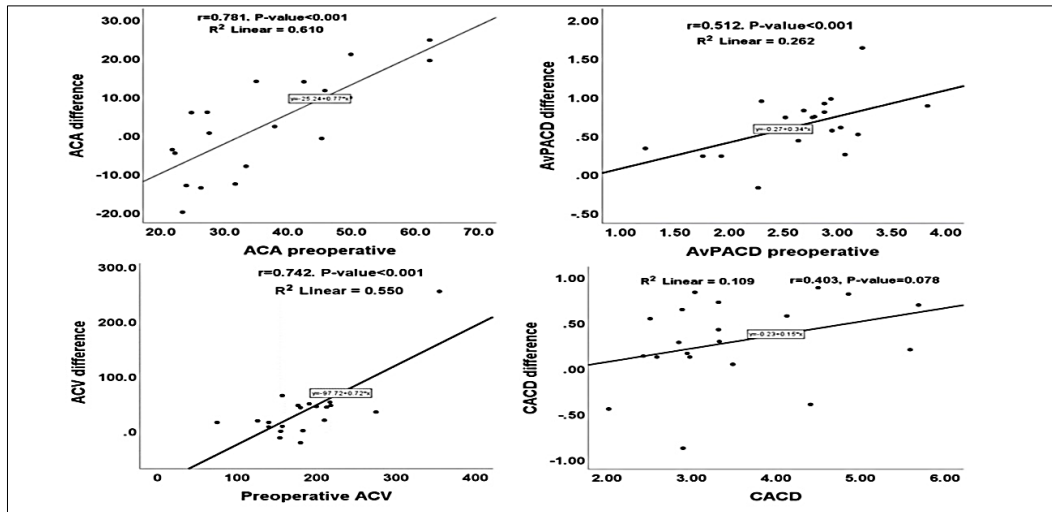 r=0.781. P-value<0.001
R² Linear = 0.610
30.00
20.00
10.00
.00
-10.00
-20.00
ACA difference
y=-25.24+0.77*x
20.0 30.0 40.0 50.0 60.0 70.0
ACA preoperative
r=0.512. P-value<0.001
R² Linear = 0.262
2.00
1.50
1.00
.50
.00
-.50
AvPACD difference
y=-0.27+0.34*x
1.00 1.50 2.00 2.50 3.00 3.50 4.00
AvPACD preoperative
r=0.742. P-value<0.001
R² Linear = 0.550
300.0
200.0
100.0
.0
ACV difference
y=-97.72+0.72*x
0 100 200 300 400
Preoperative ACV
R² Linear = 0.109 r=0.403, P-value=0.078
1.00
.50
.00
-.50
-1.00
CACD difference
y=-0.23+0.15*x
2.00 3.00 4.00 5.00 6.00
CACD